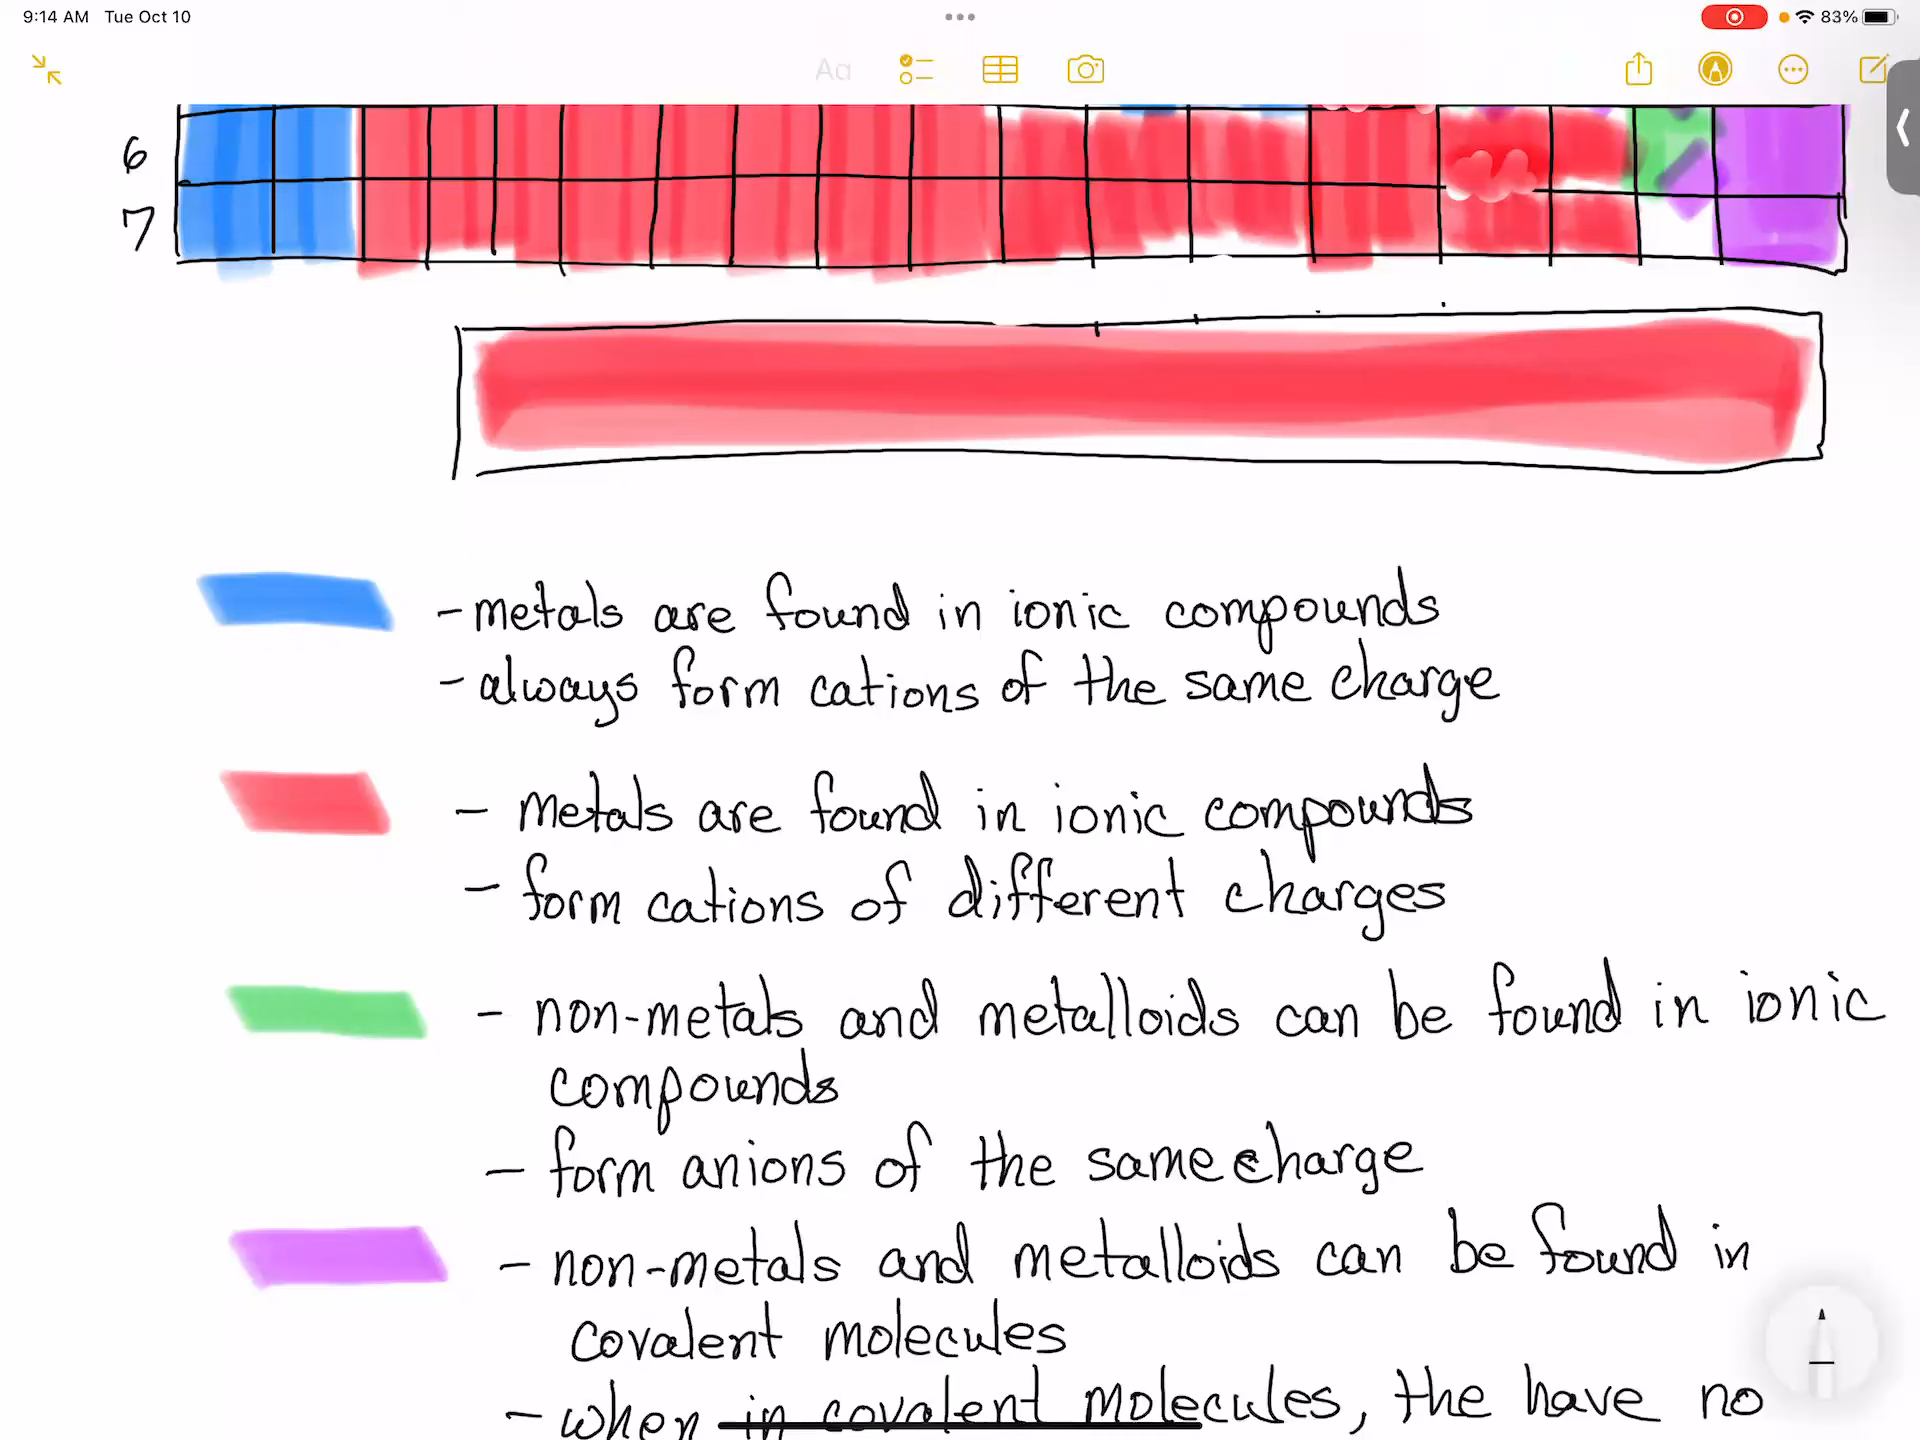 9:14 AM Tue Oct 10
83%
Aa
6
7
- metals are found in ionic compounds
- always form cations of the same charge
- metals are found in ionic compounds
- form cations of different charges
- non-metals and metalloids can be found in ionic
compounds
- form anions of the same charge
- non-metals and metalloids can be found in
covalent molecules
- when in covalent molecules, the have no